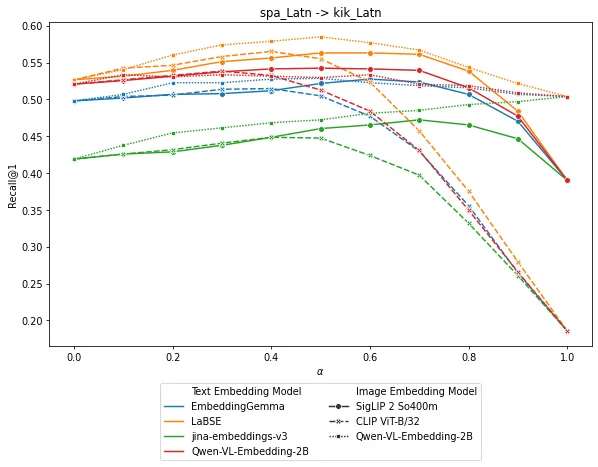 spa_Latn -> kik_Latn
0.60
0.55
0.50
0.45
0.40
0.35
0.30
0.25
0.20
Recall@1
0.0 0.2 0.4 0.6 0.8 1.0
α
Text Embedding Model Image Embedding Model
EmbeddingGemma SigLIP 2 So400m
LaBSE CLIP ViT-B/32
jina-embeddings-v3 Qwen-VL-Embedding-2B
Qwen-VL-Embedding-2B